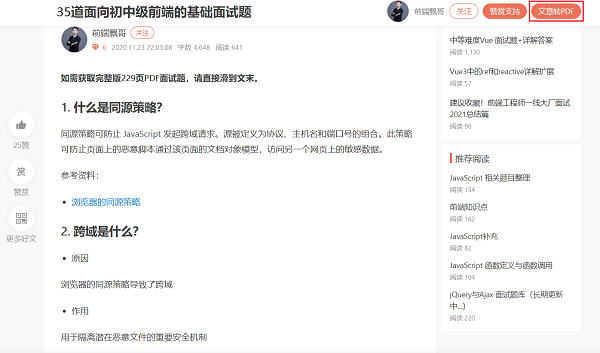 35道面向初中级前端的基础面试题
前端飘哥 关注 赞赏支持 文章转PDF
前端飘哥 关注
6 2020.11.23 22:03:08 字数 4,648 阅读 641
如需获取完整版229页PDF面试题，请直接滑到文末。
1. 什么是同源策略?
同源策略可防止 JavaScript 发起跨域请求。源被定义为协议、主机名和端口号的组合。此策略
可防止页面上的恶意脚本通过该页面的文档对象模型，访问另一个网页上的敏感数据。
参考资料：
• 浏览器的同源策略
2. 跨域是什么?
• 原因
浏览器的同源策略导致了跨域
• 作用
用于隔离潜在恶意文件的重要安全机制
25赞
赏
赞赏
更多好文
中等难度Vue 面试题+详解答案
阅读 1,130
Vue3中的ref和reactive详解扩展
阅读 57
建议收藏！前端工程师一线大厂面试
2021总结篇
阅读 90
推荐阅读
JavaScript 相关题目整理
阅读 154
前端知识点
阅读 162
JavaScript补充
阅读 82
JavaScript 函数定义与函数调用
阅读 104
jQuery与Ajax 面试题库（长期更新
中...）
阅读 220